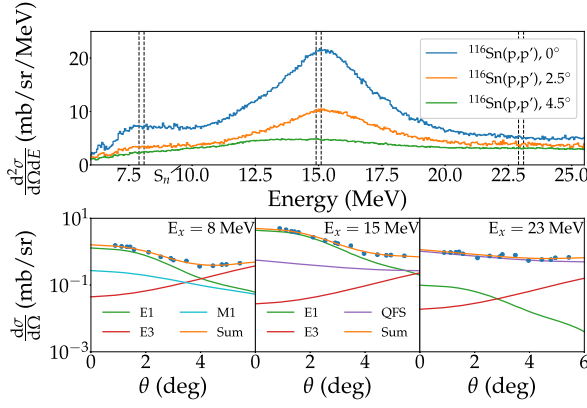 d²σ/dΩdE (mb/sr/MeV)
20
10
0
¹¹⁶Sn(p,p′), 0°
¹¹⁶Sn(p,p′), 2.5°
¹¹⁶Sn(p,p′), 4.5°
7.5 Sₙ 10.0 12.5 15.0 17.5 20.0 22.5 25.0
Energy (MeV)
dσ/dΩ (mb/sr)
10¹
10⁻¹
10⁻³
Eₓ = 8 MeV
E1 M1
E3 Sum
Eₓ = 15 MeV
E1 QFS
E3 Sum
Eₓ = 23 MeV
0 2 4 0 2 4 0 2 4 6
θ (deg) θ (deg) θ (deg)